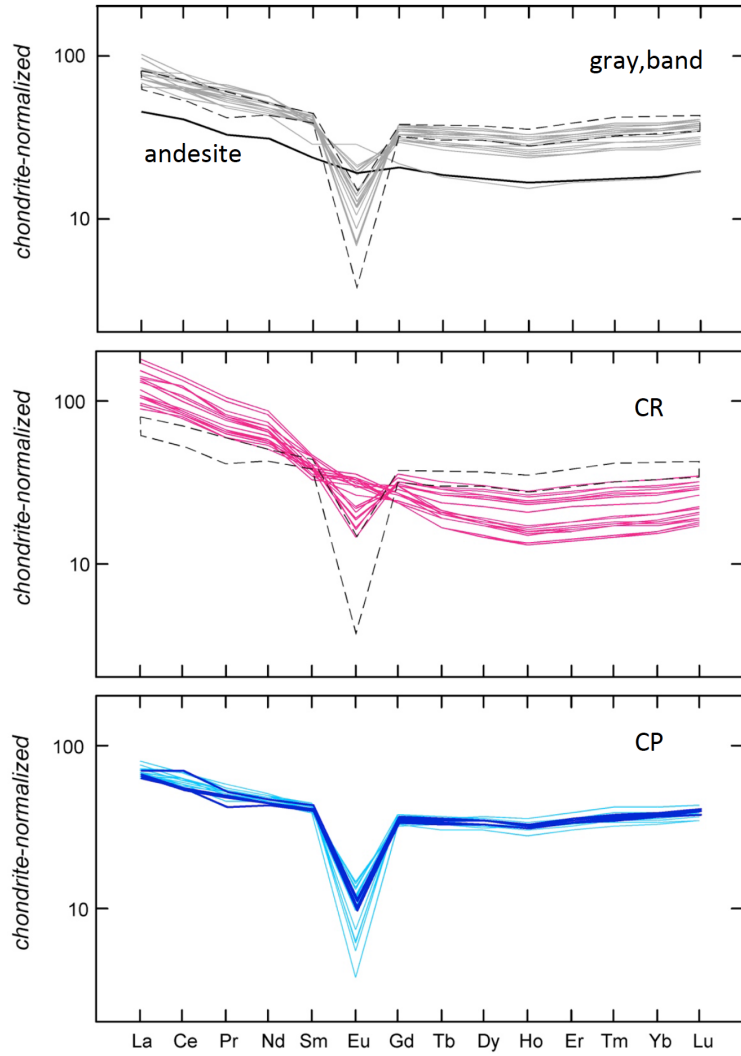 chondrite-normalized
100
10
gray,band
andesite
chondrite-normalized
100
10
CR
chondrite-normalized
100
10
CP
La Ce Pr Nd Sm Eu Gd Tb Dy Ho Er Tm Yb Lu